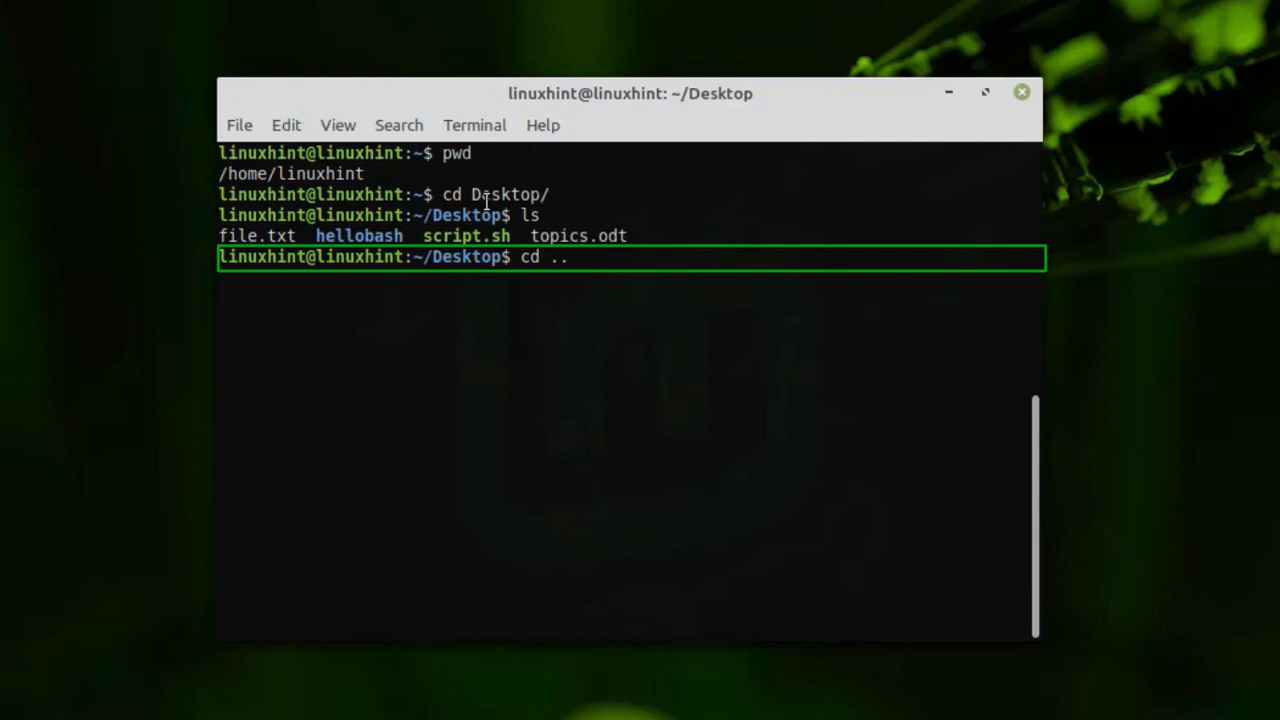 linuxhint@linuxhint: ~/Desktop
File Edit View Search Terminal Help
linuxhint@linuxhint:~$ pwd
/home/linuxhint
linuxhint@linuxhint:~$ cd Desktop/
linuxhint@linuxhint:~/Desktop$ ls
file.txt hellobash script.sh topics.odt
linuxhint@linuxhint:~/Desktop$ cd ..